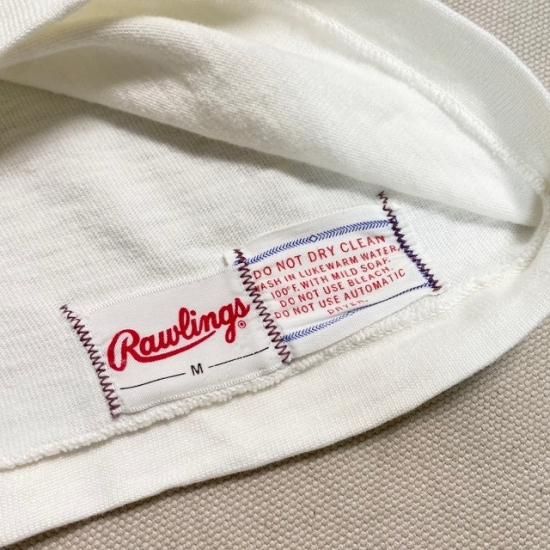 Rawlings®
M
DO NOT DRY CLEAN
WASH IN LUKEWARM WATER,
100°F. WITH MILD SOAP.
DO NOT USE BLEACH.
DO NOT USE AUTOMATIC
DRYER.